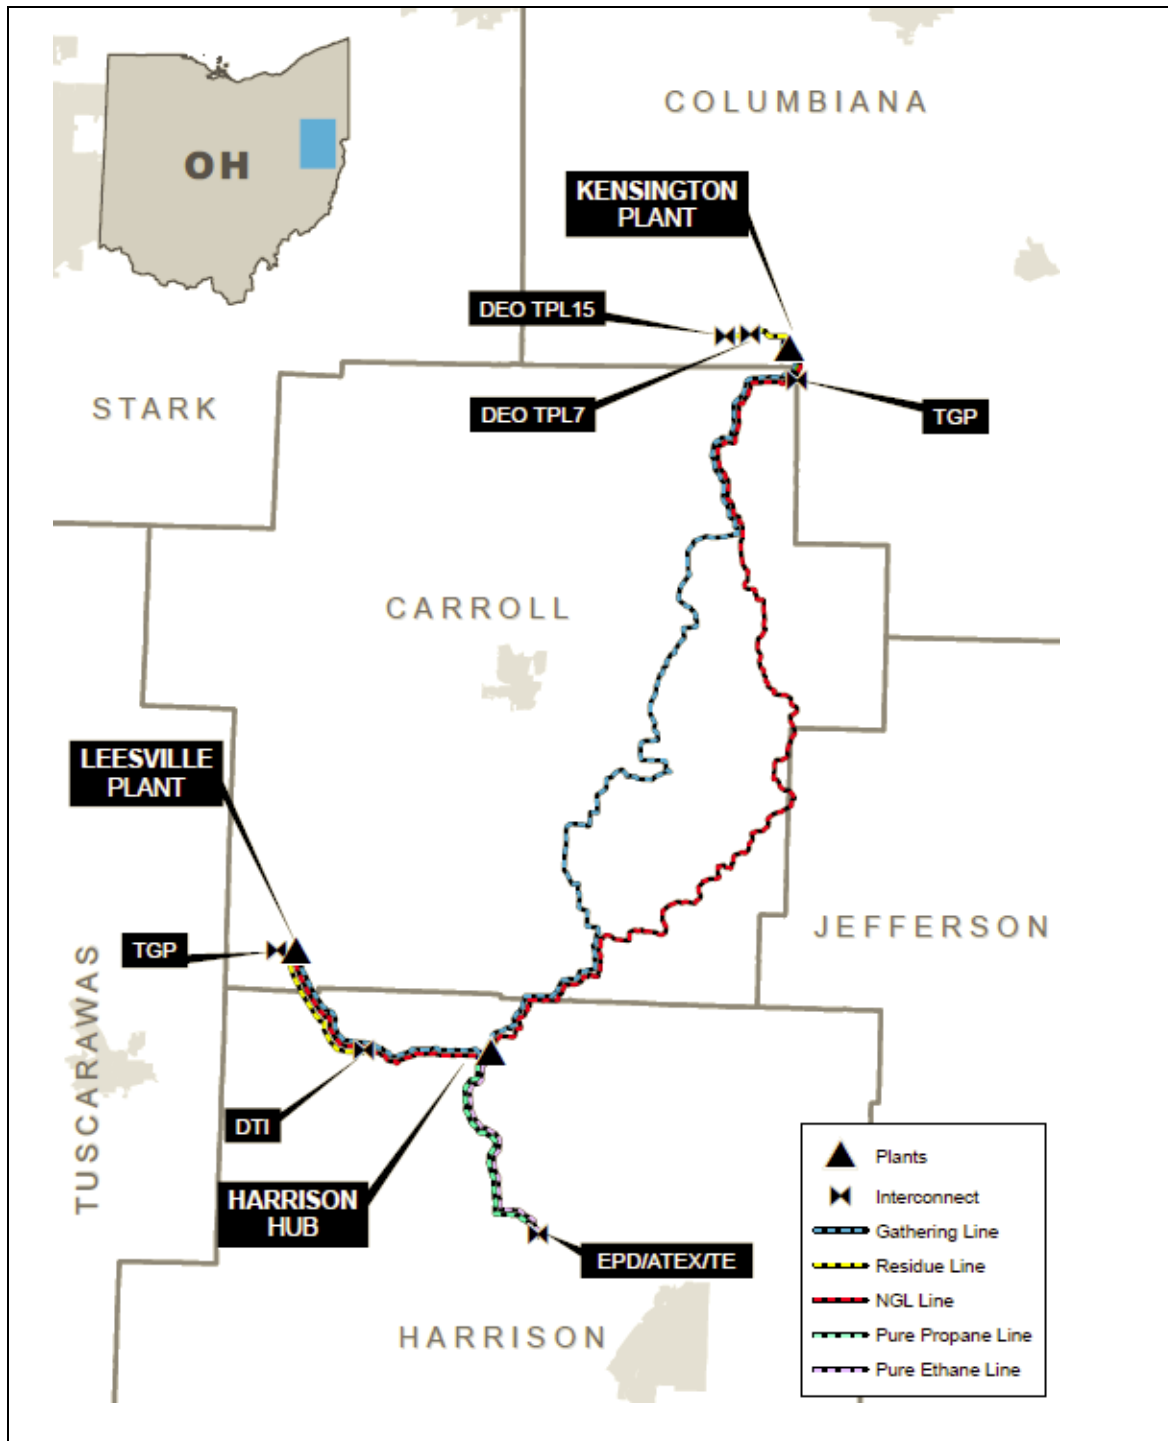 COLUMBIANA
OH
KENSINGTON
PLANT
DEO TPL15
STARK
DEO TPL7
TGP
CARROLL
LEESVILLE
PLANT
JEFFERSON
TGP
TUSCARAWAS
DTI
HARRISON
HUB
EPD/ATEX/TE
HARRISON
Plants
Interconnect
Gathering Line
Residue Line
NGL Line
Pure Propane Line
Pure Ethane Line